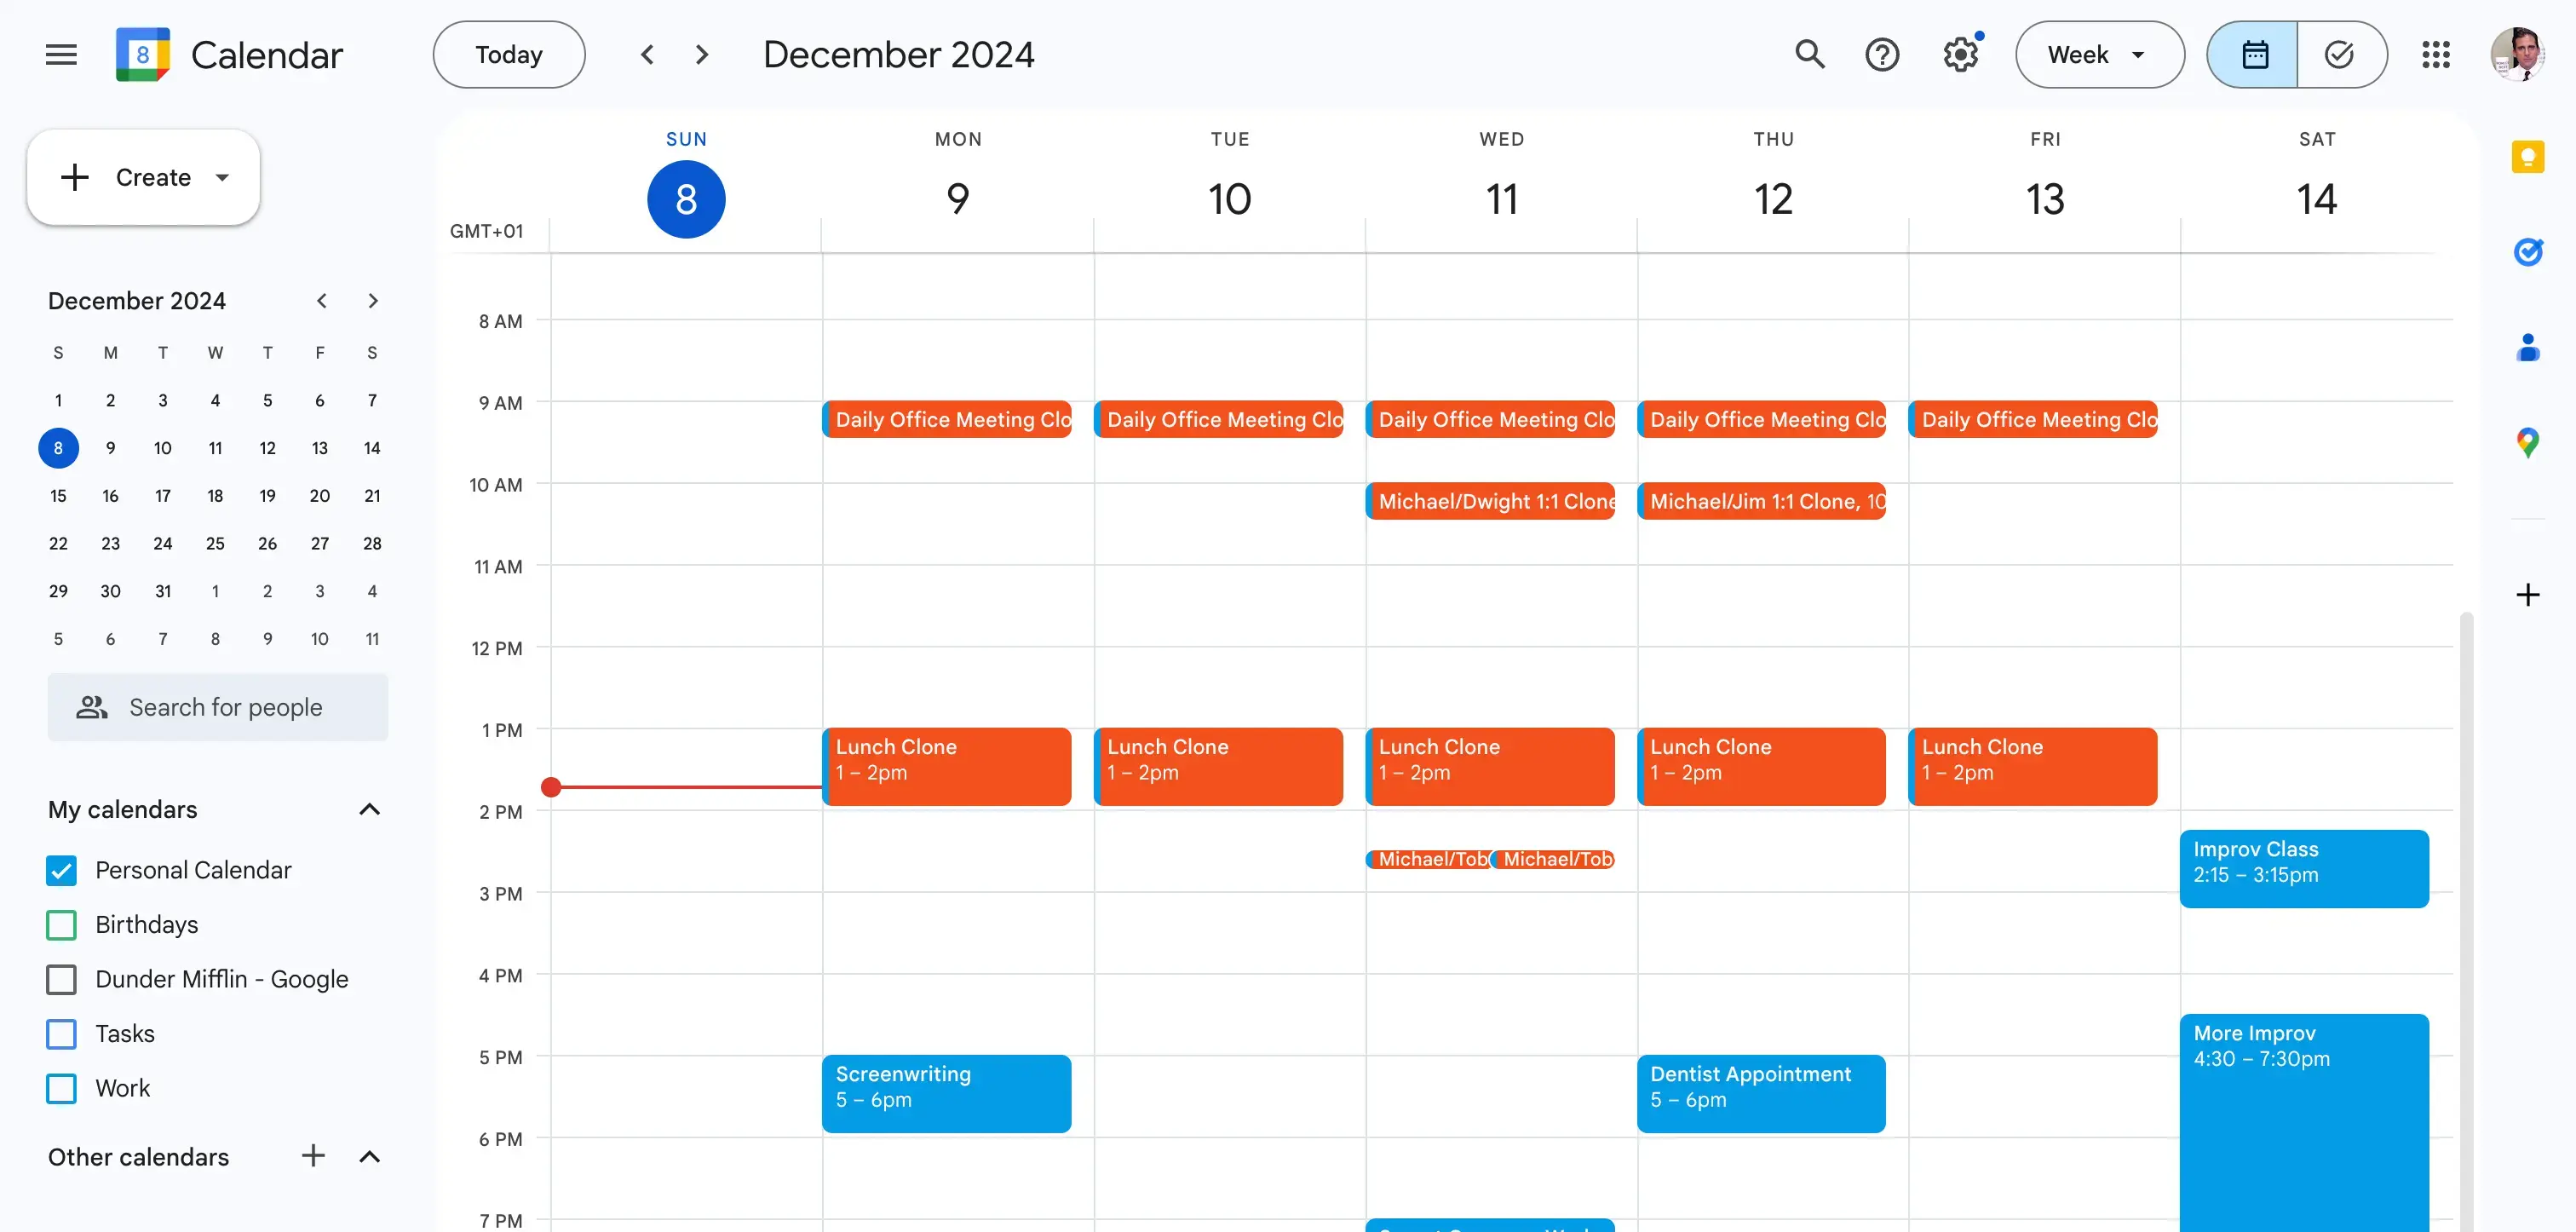 8 Calendar Today December 2024 Week
Create
SUN MON TUE WED THU FRI SAT
8 9 10 11 12 13 14
GMT+01
December 2024
S M T W T F S
1 2 3 4 5 6 7
8 9 10 11 12 13 14
15 16 17 18 19 20 21
22 23 24 25 26 27 28
29 30 31 1 2 3 4
5 6 7 8 9 10 11
Search for people
My calendars
Personal Calendar
Birthdays
Dunder Mifflin - Google
Tasks
Work
Other calendars
8 AM
9 AM
Daily Office Meeting Clo Daily Office Meeting Clo Daily Office Meeting Clo Daily Office Meeting Clo Daily Office Meeting Clo
10 AM
Michael/Dwight 1:1 Clone Michael/Jim 1:1 Clone, 10
11 AM
12 PM
1 PM
Lunch Clone Lunch Clone Lunch Clone Lunch Clone Lunch Clone
1 – 2pm 1 – 2pm 1 – 2pm 1 – 2pm 1 – 2pm
2 PM
Michael/Tob Michael/Tob
Improv Class
2:15 – 3:15pm
3 PM
4 PM
More Improv
4:30 – 7:30pm
5 PM
Screenwriting Dentist Appointment
5 – 6pm 5 – 6pm
6 PM
7 PM